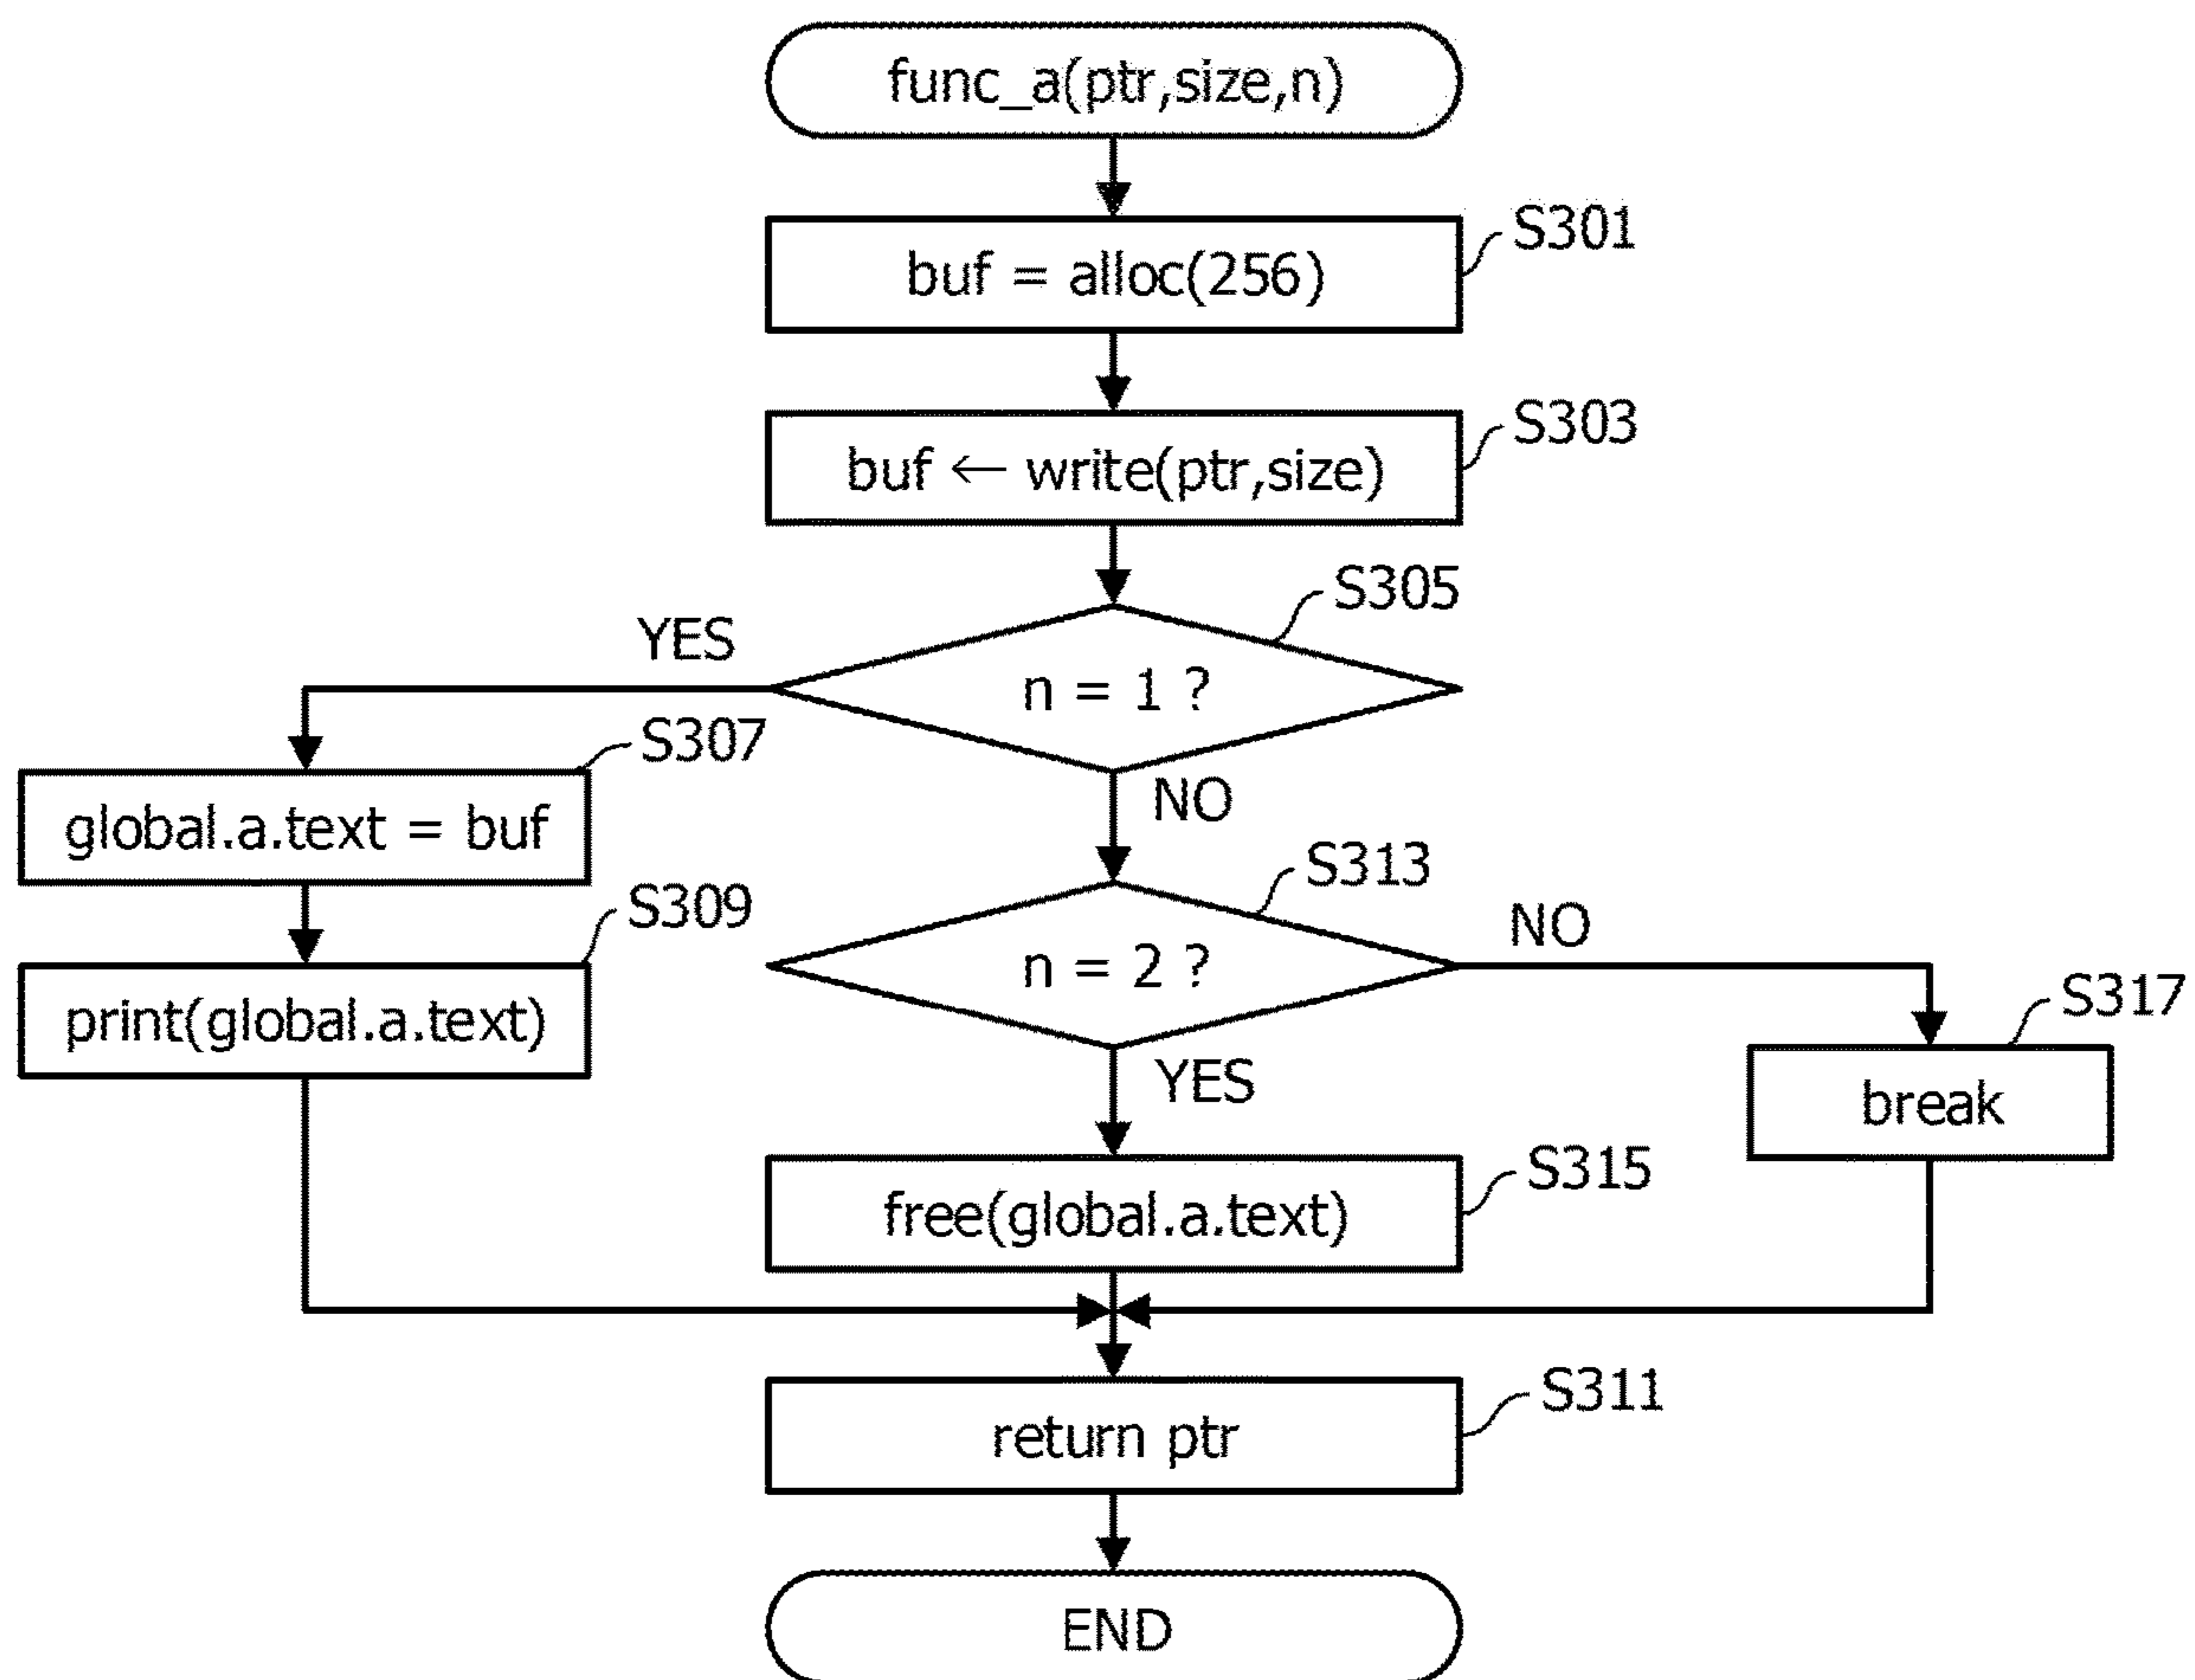 func_a(ptr,size,n)
S301
buf = alloc(256)
S303
buf ← write(ptr,size)
S305
YES
n = 1 ?
S307
NO
global.a.text = buf
S313
S309
NO
n = 2 ?
S317
print(global.a.text)
YES
break
S315
free(global.a.text)
S311
return ptr
END